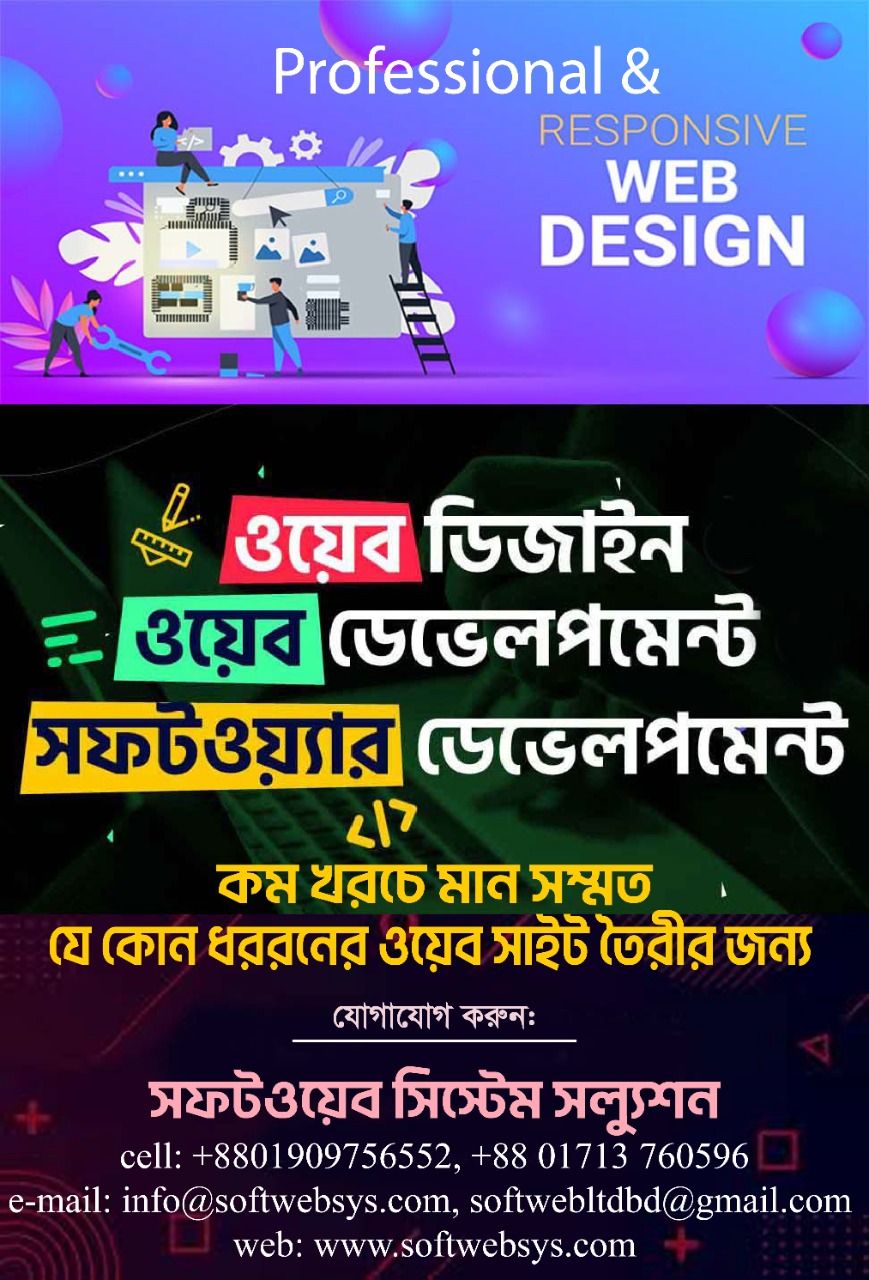 Professional &
RESPONSIVE
WEB
DESIGN
</>
ওয়েব ডিজাইন
ওয়েব ডেভেলপমেন্ট
সফটওয়্যার ডেভেলপমেন্ট
</>
কম খরচে মান সম্মত
যে কোন ধররনের ওয়েব সাইট তৈরীর জন্য
যোগাযোগ করুন:
সফটওয়েব সিস্টেম সল্যুশন
cell: +8801909756552, +88 01713 760596
e-mail: info@softwebsys.com, softwebltdbd@gmail.com
web: www.softwebsys.com